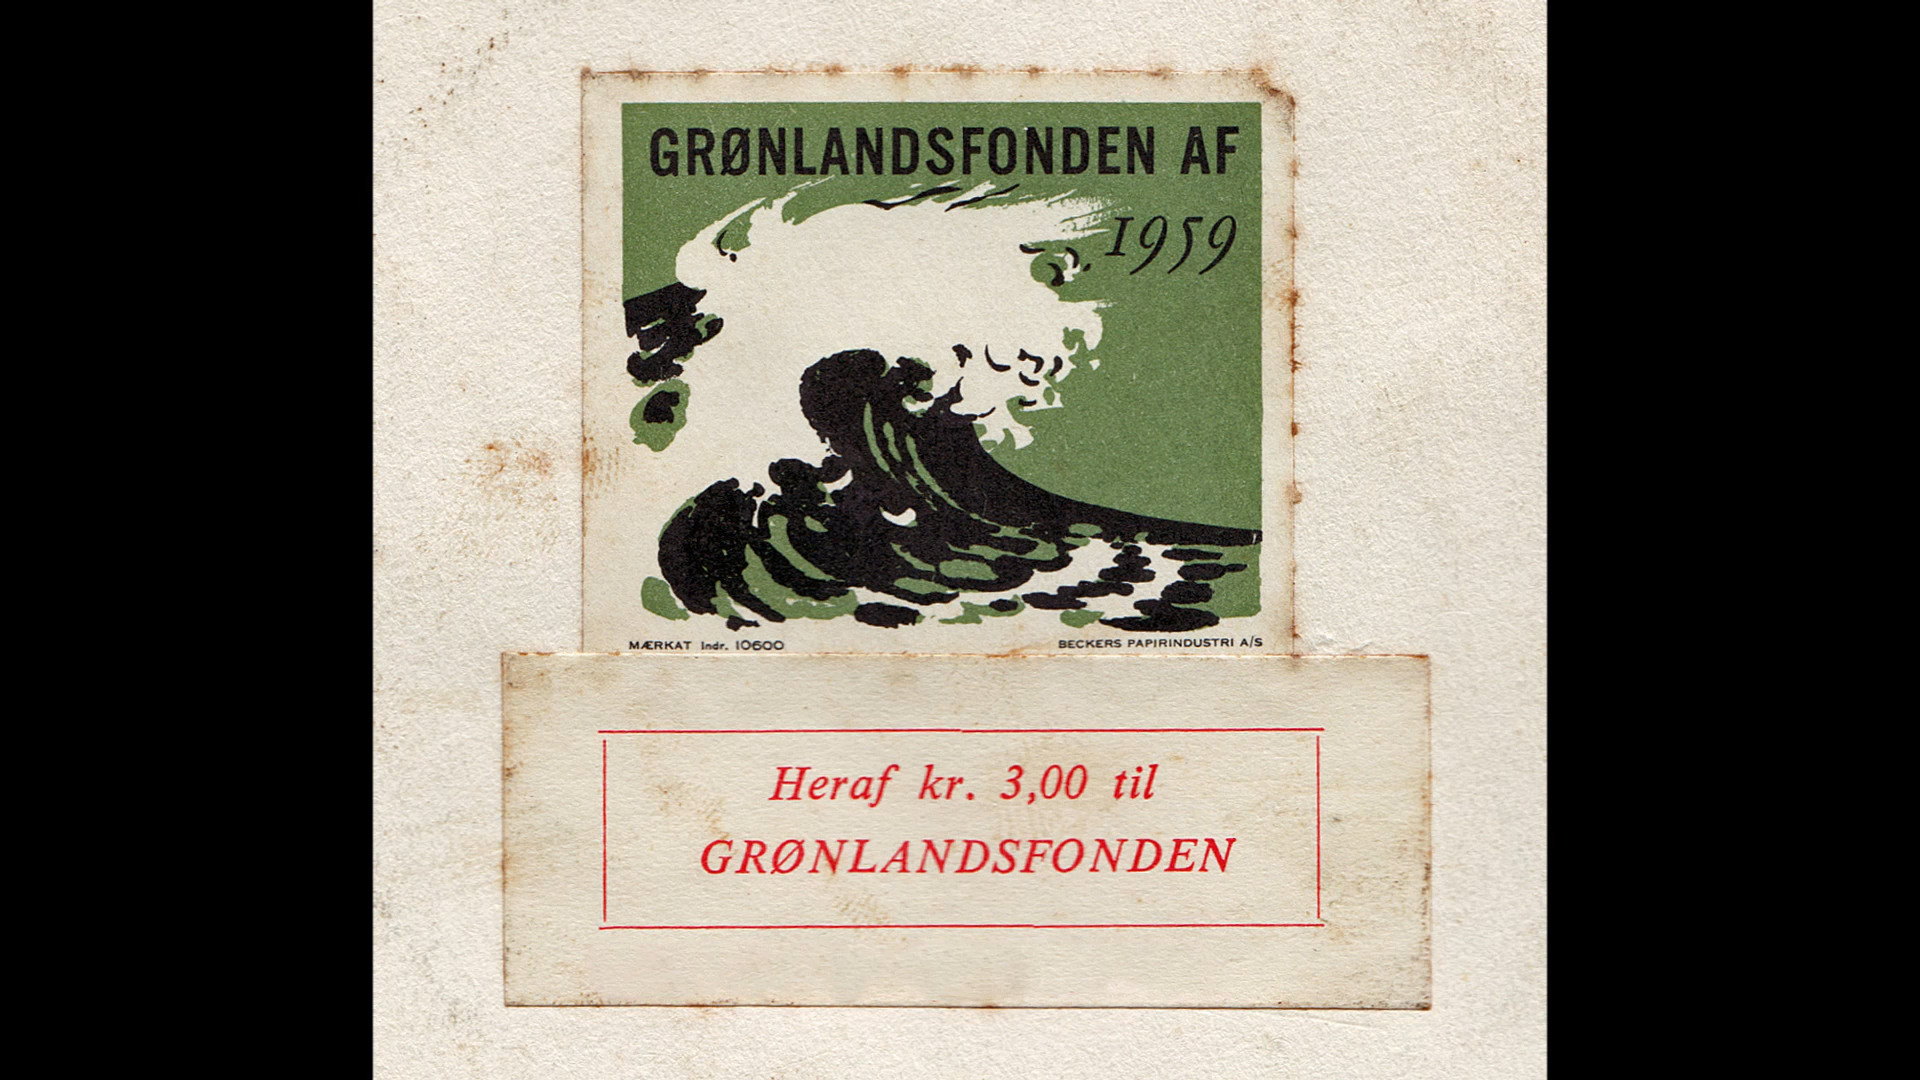 GRØNLANDSFONDEN AF
1959
MÆRKAT Indr. 10600
BECKERS PAPIRINDUSTRI A/S
Heraf kr. 3,00 til
GRØNLANDSFONDEN